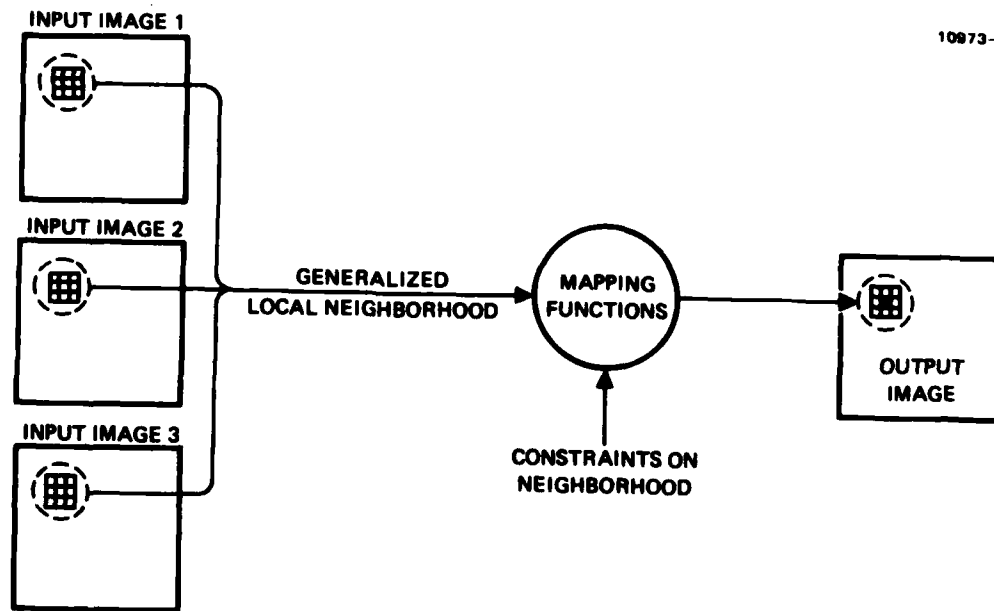 INPUT IMAGE 1
10973-
INPUT IMAGE 2
GENERALIZED
LOCAL NEIGHBORHOOD
MAPPING
FUNCTIONS
OUTPUT
IMAGE
INPUT IMAGE 3
CONSTRAINTS ON
NEIGHBORHOOD